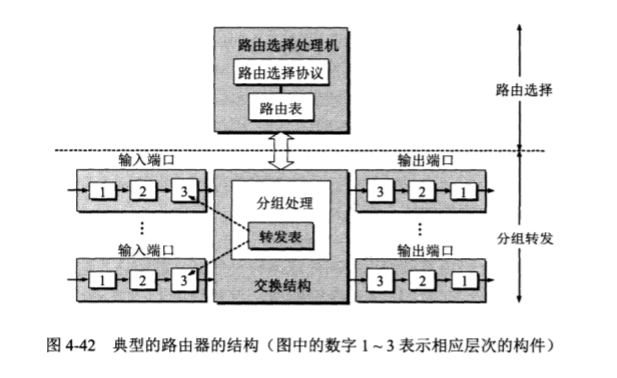 路由选择处理机
路由选择协议
路由表
路由选择
输入端口
输出端口
1 2 3
分组处理
3 2 1
转发表
分组转发
输入端口
输出端口
1 2 3
交换结构
3 2 1
图 4-42 典型的路由器的结构（图中的数字 1～3 表示相应层次的构件）